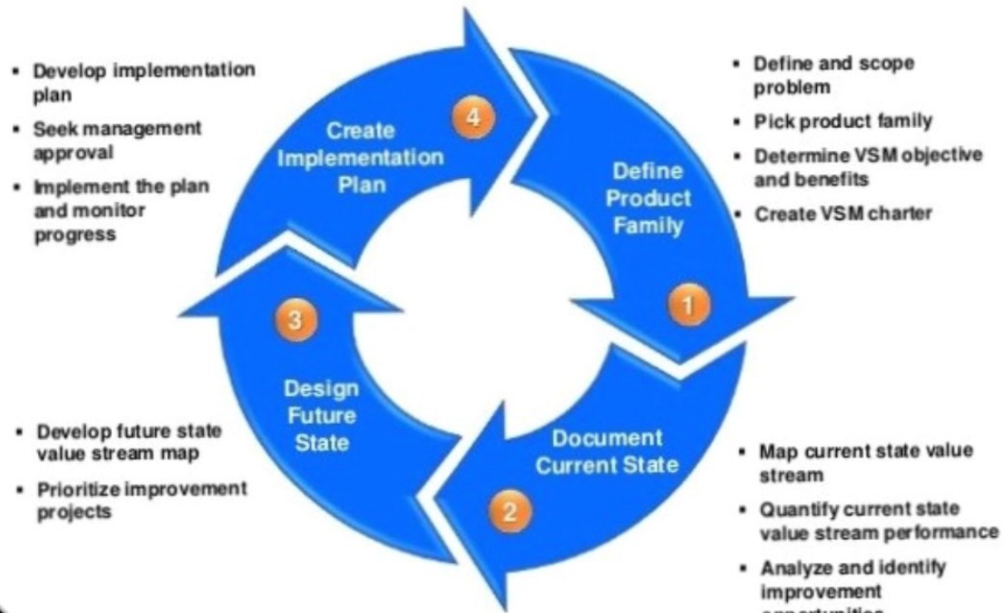 ▪ Develop implementation
plan
▪ Seek management
approval
▪ Implement the plan
and monitor
progress
Create
Implementation
Plan
4
Define
Product
Family
1
▪ Define and scope
problem
▪ Pick product family
▪ Determine VSM objective
and benefits
▪ Create VSM charter
3
Design
Future
State
▪ Develop future state
value stream map
▪ Prioritize improvement
projects
Document
Current State
2
▪ Map current state value
stream
▪ Quantify current state
value stream performance
▪ Analyze and identify
improvement